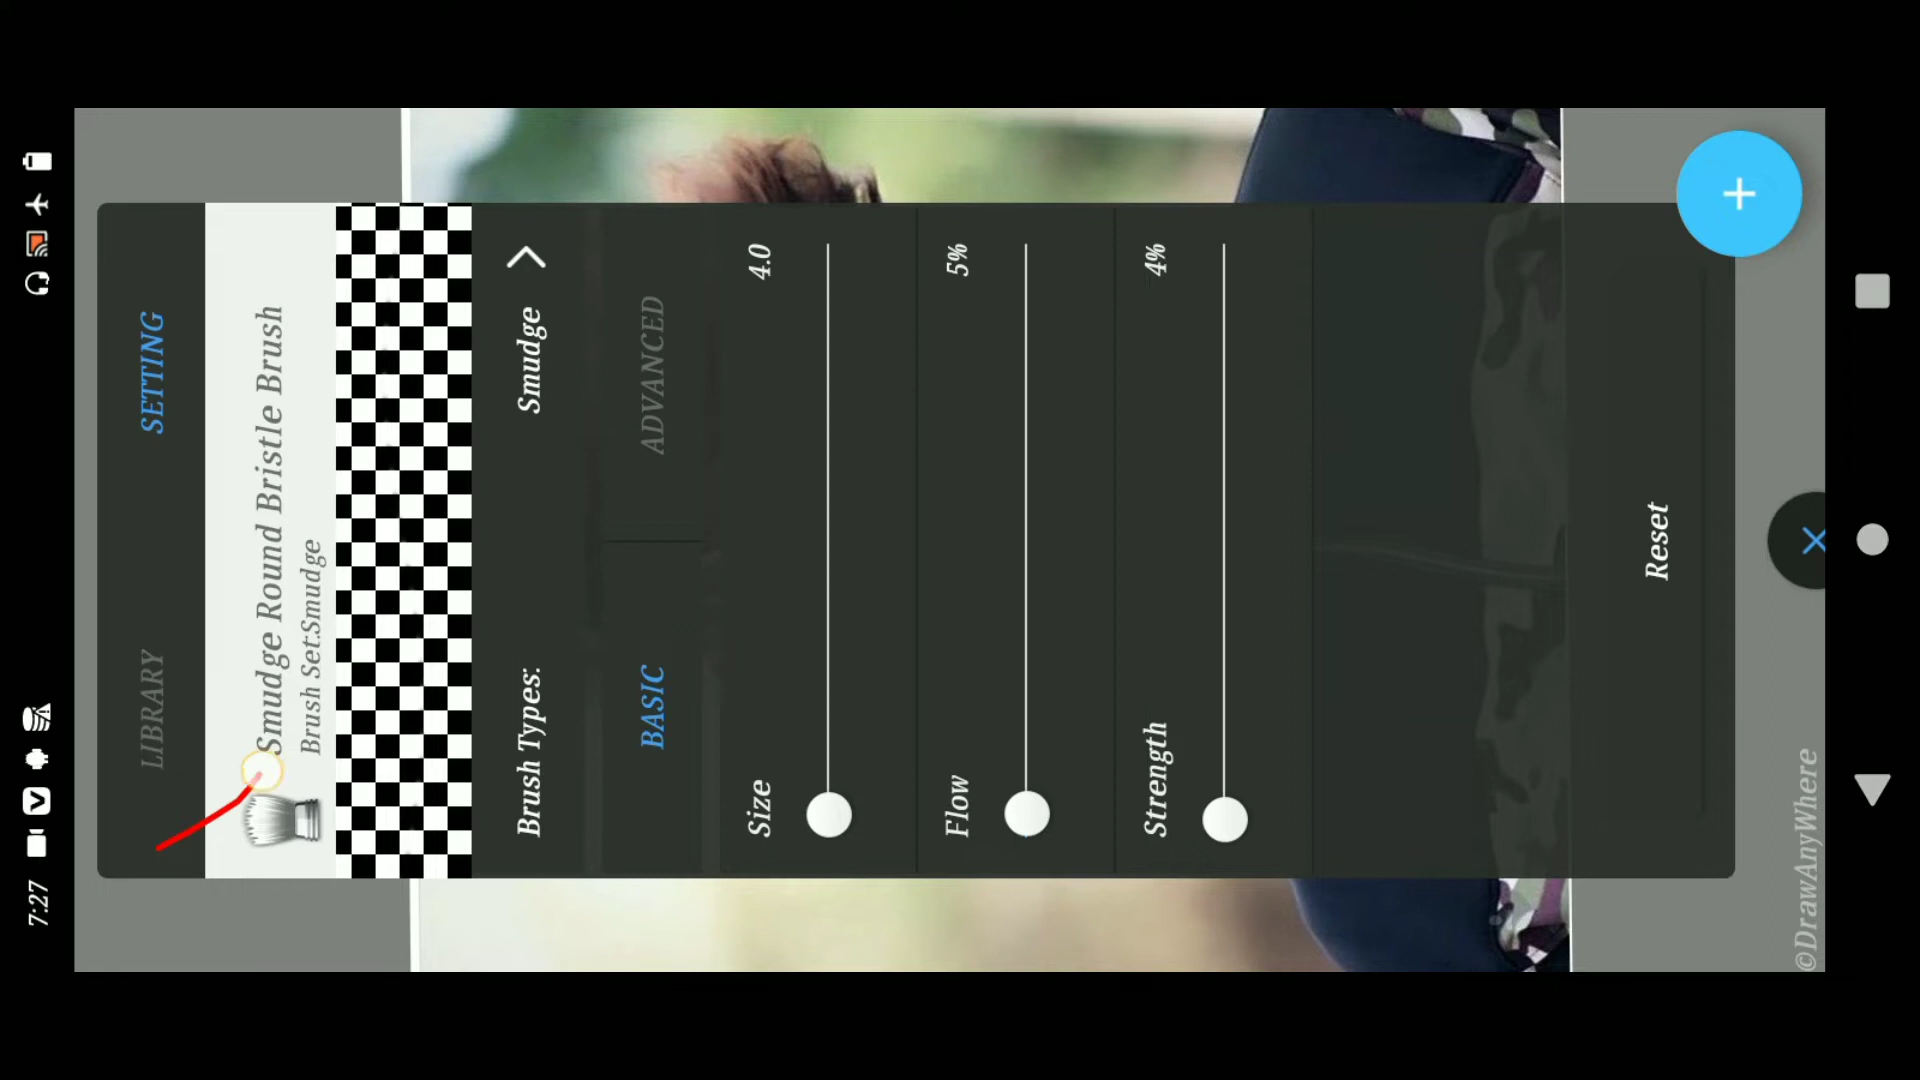 7:27
LIBRARY SETTING
Smudge Round Bristle Brush
Brush Set:Smudge
Brush Types: Smudge
BASIC ADVANCED
Size 4.0
Flow 5%
Strength 4%
Reset
©DrawAnyWhere